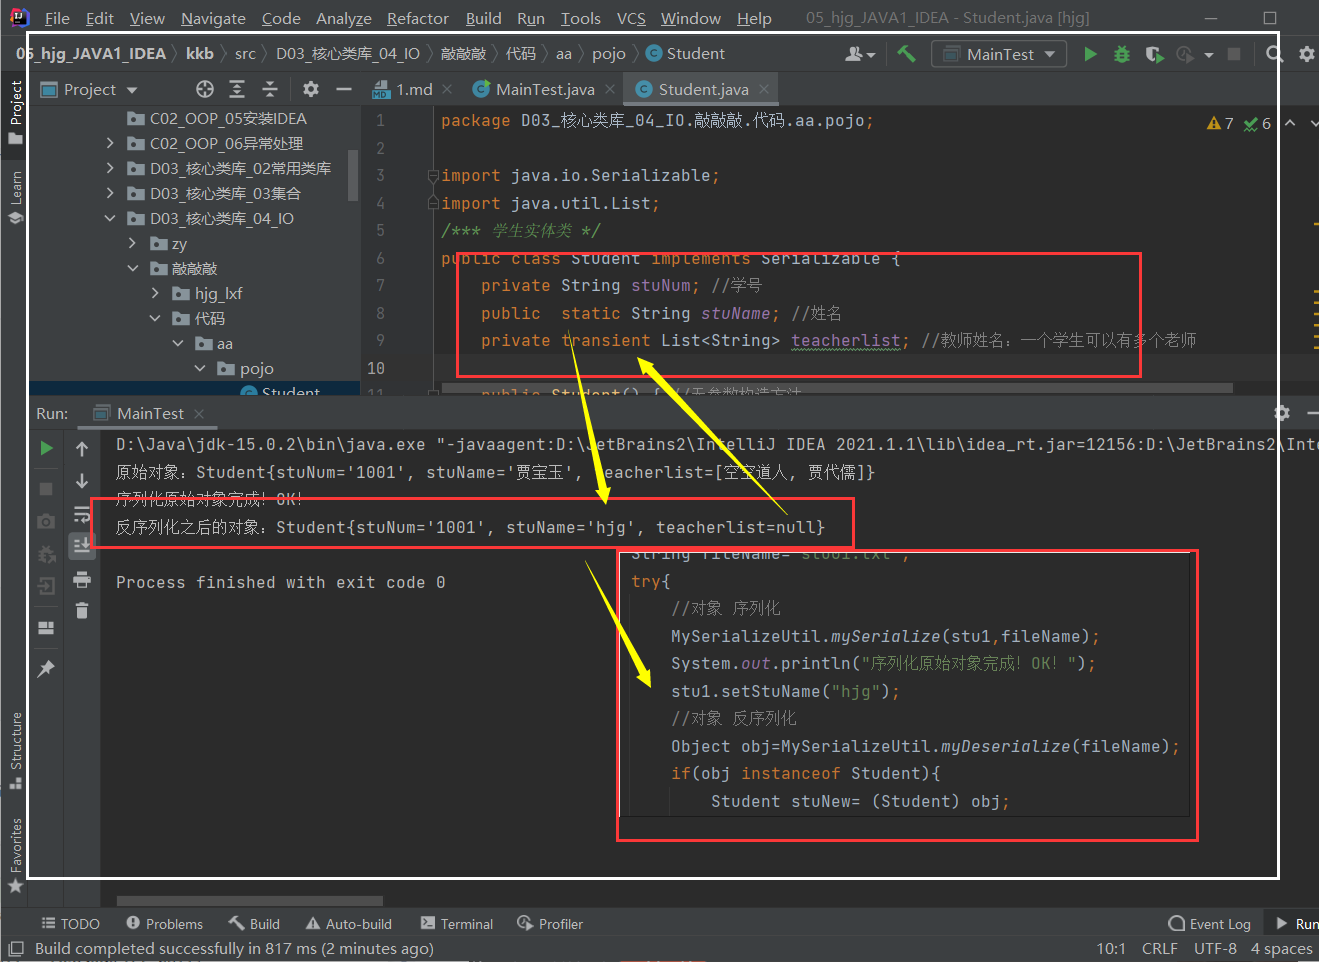 File Edit View Navigate Code Analyze Refactor Build Run Tools VCS Window Help 05_hjg_JAVA1_IDEA - Student.java [hjg]
05_hjg_JAVA1_IDEA kkb src D03_核心类库_04_IO 敲敲敲 代码 aa pojo Student MainTest
Project 1.md MainTest.java Student.java
Project
Learn
Structure
Favorites
C02_OOP_05安装IDEA
C02_OOP_06异常处理
D03_核心类库_02常用类库
D03_核心类库_03集合
D03_核心类库_04_IO
zy
敲敲敲
hjg_lxf
代码
aa
pojo
Student
7 6
1 package D03_核心类库_04_IO.敲敲敲.代码.aa.pojo;
2
3 import java.io.Serializable;
4 import java.util.List;
5 /*** 学生实体类 */
6 public class Student implements Serializable {
7 private String stuNum; //学号
8 public  static String stuName; //姓名
9 private transient List<String> teacherlist; //教师姓名：一个学生可以有多个老师
10
11 public Student() { //无参数构造方法
Run: MainTest
D:\Java\jdk-15.0.2\bin\java.exe "-javaagent:D:\JetBrains2\IntelliJ IDEA 2021.1.1\lib\idea_rt.jar=12156:D:\JetBrains2\Inte
原始对象：Student{stuNum='1001', stuName='贾宝玉', teacherlist=[空空道人, 贾代儒]}
序列化原始对象完成！OK！
反序列化之后的对象：Student{stuNum='1001', stuName='hjg', teacherlist=null}
Process finished with exit code 0
String fileName="stu01.txt";
try{
//对象 序列化
MySerializeUtil.mySerialize(stu1,fileName);
System.out.println("序列化原始对象完成！OK！");
stu1.setStuName("hjg");
//对象 反序列化
Object obj=MySerializeUtil.myDeserialize(fileName);
if(obj instanceof Student){
Student stuNew= (Student) obj;
TODO Problems Build Auto-build Terminal Profiler Event Log Run
Build completed successfully in 817 ms (2 minutes ago) 10:1 CRLF UTF-8 4 spaces